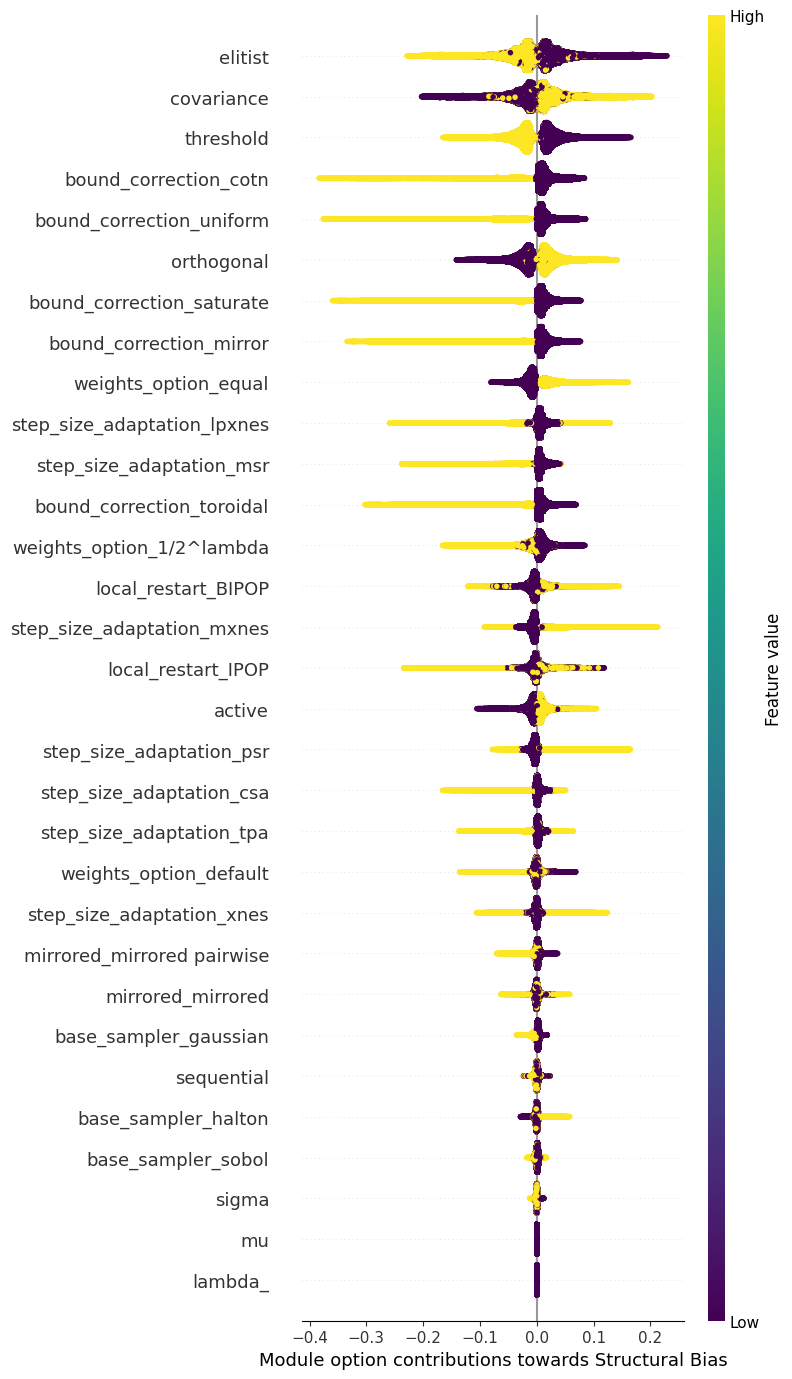 High
elitist
covariance
threshold
bound_correction_cotn
bound_correction_uniform
orthogonal
bound_correction_saturate
bound_correction_mirror
weights_option_equal
step_size_adaptation_lpxnes
step_size_adaptation_msr
bound_correction_toroidal
weights_option_1/2^lambda
local_restart_BIPOP
step_size_adaptation_mxnes
local_restart_IPOP
active
step_size_adaptation_psr
step_size_adaptation_csa
step_size_adaptation_tpa
weights_option_default
step_size_adaptation_xnes
mirrored_mirrored pairwise
mirrored_mirrored
base_sampler_gaussian
sequential
base_sampler_halton
base_sampler_sobol
sigma
mu
lambda_
Feature value
Low
−0.4 −0.3 −0.2 −0.1 0.0 0.1 0.2
Module option contributions towards Structural Bias